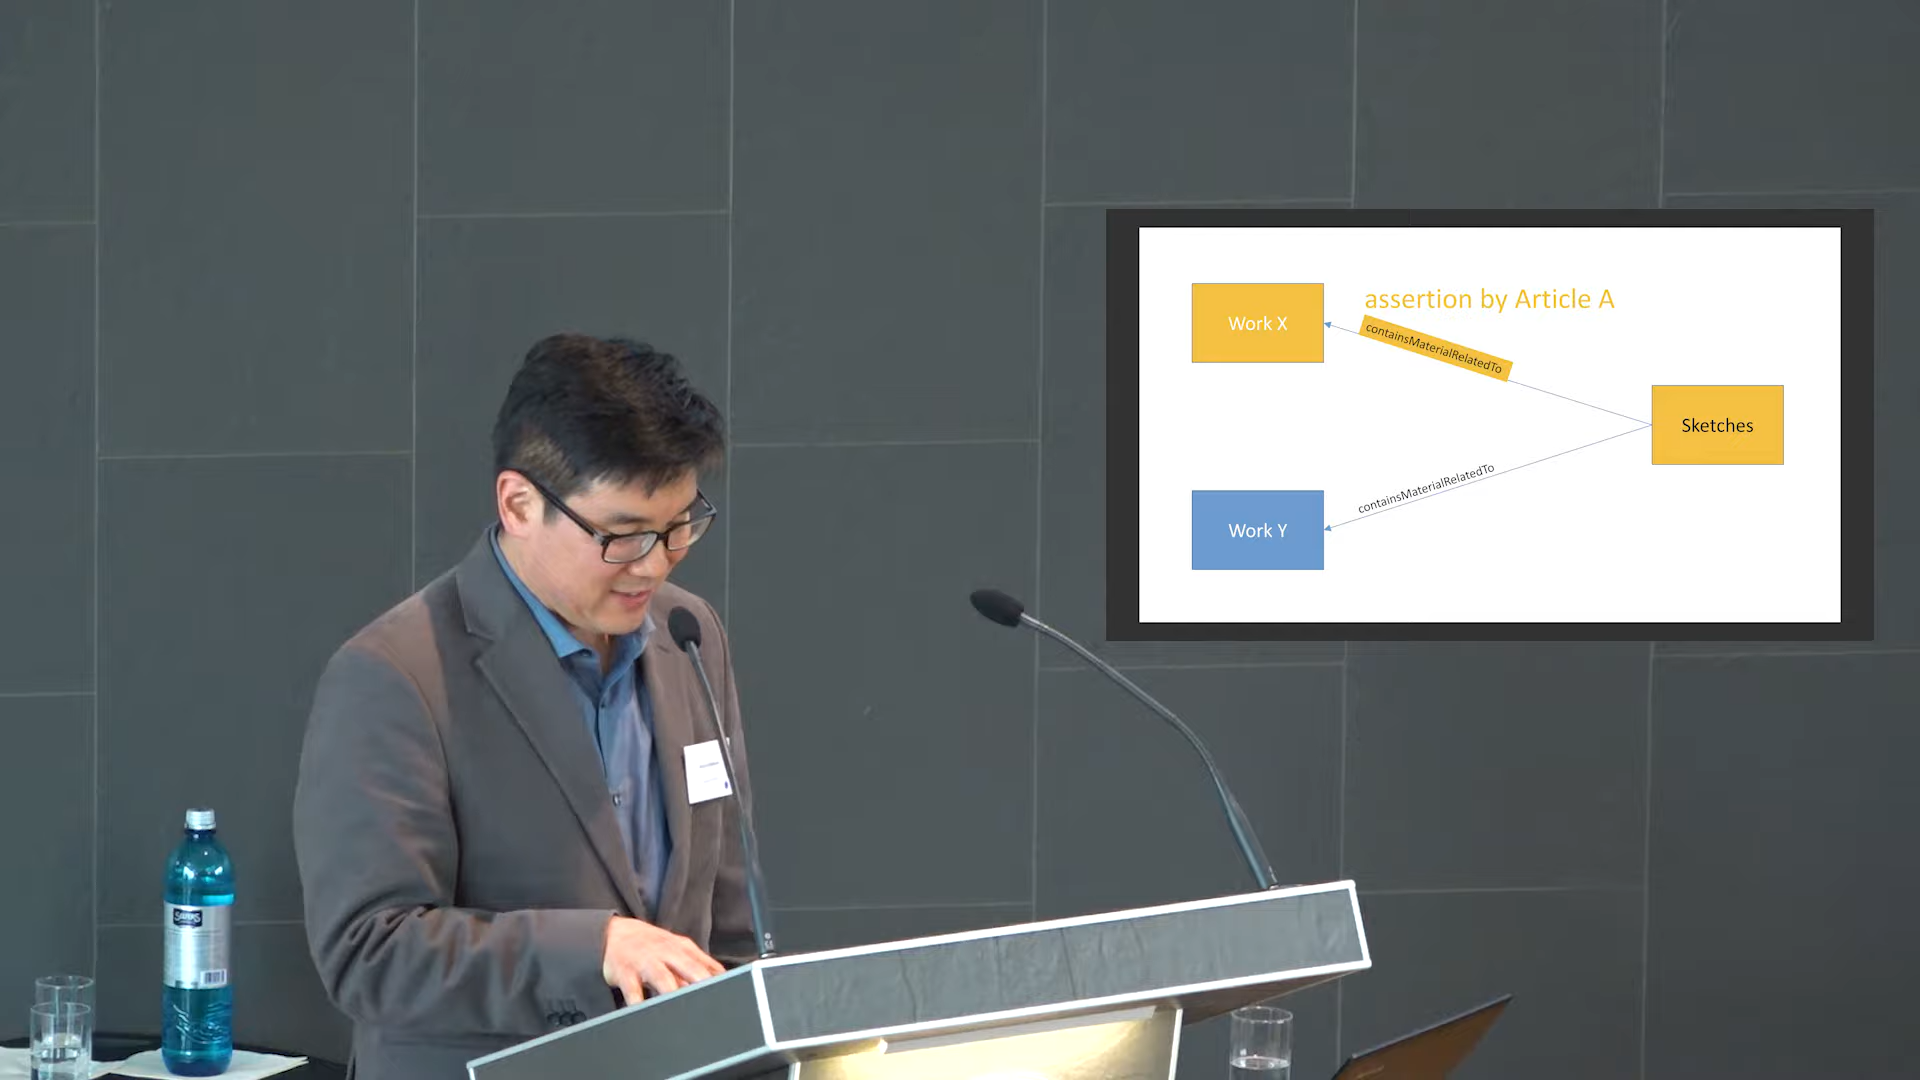 assertion by Article A
Work X
containsMaterialRelatedTo
Sketches
containsMaterialRelatedTo
Work Y